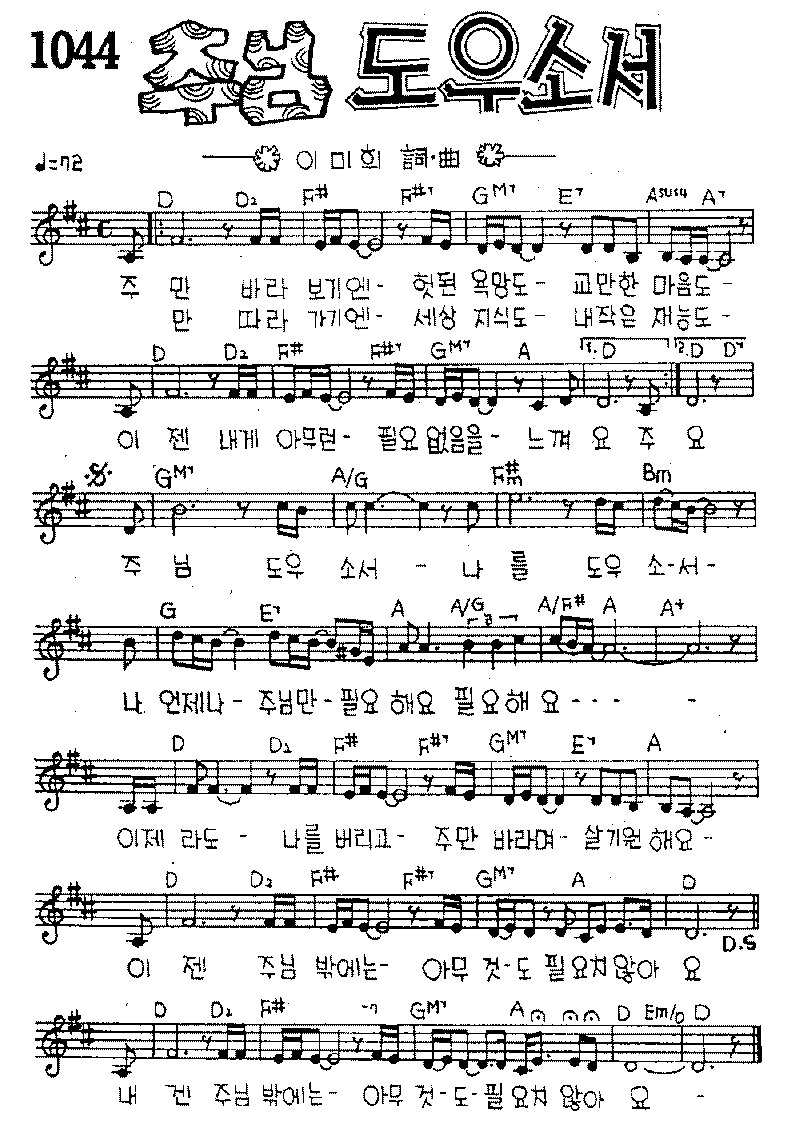 1044 주님 도우소서
♩=72 이미희 詞·曲
D D2 F# F#7 GM7 E7 Asus4 A7
주 만 바라 보기엔- 헛된 욕망도- 교만한 마음도-
만 따라 가기엔- 세상 지식도- 내작은 재능도-
D D2 F# F#7 GM7 A 1. D 2. D D7
이 젠 내게 아무런- 필요없음을- 느껴 요 주 요
GM7 A/G F#m Bm
주 님 도우 소서 - 나 를 도우 소-서-
G E7 A A/G 3 A/F# A A7
나 언제나- 주님만-필요 해요 필요해 요--- -
D D2 F# F#7 GM7 E7 A
이제 라도- 나를 버리고- 주만 바라며- 살기원해요-
D D2 F# F#7 GM7 A D
D.S
이 젠 주님 밖에는- 아무 것-도 필요치않아 요
D D2 F# -7 GM7 A D Em/D D
내 겐 주님 밖에는- 아무 것-도-필요치 않아 요 -